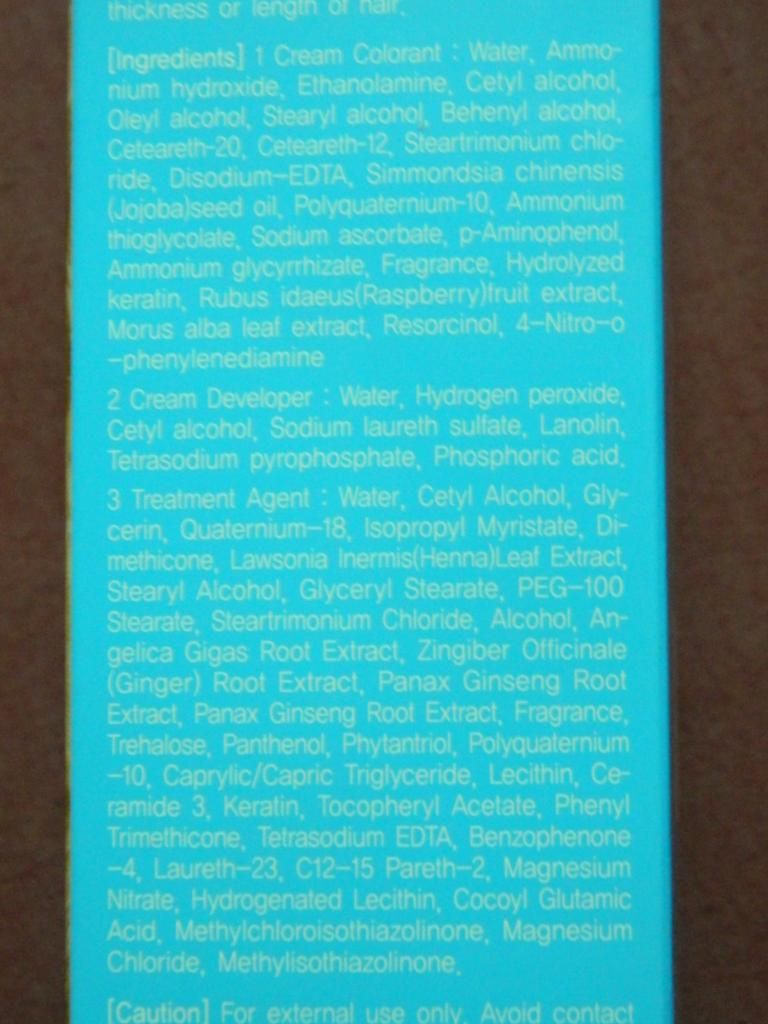 thickness or length of hair.
[Ingredients] 1 Cream Colorant : Water, Ammo-
nium hydroxide, Ethanolamine, Cetyl alcohol,
Oleyl alcohol, Stearyl alcohol, Behenyl alcohol,
Ceteareth-20, Ceteareth-12, Steartrimonium chlo-
ride, Disodium-EDTA, Simmondsia chinensis
(Jojoba)seed oil, Polyquaternium-10, Ammonium
thioglycolate, Sodium ascorbate, p-Aminophenol,
Ammonium glycyrrhizate, Fragrance, Hydrolyzed
keratin, Rubus idaeus(Raspberry)fruit extract,
Morus alba leaf extract, Resorcinol, 4-Nitro-o
-phenylenediamine
2 Cream Developer : Water, Hydrogen peroxide,
Cetyl alcohol, Sodium laureth sulfate, Lanolin,
Tetrasodium pyrophosphate, Phosphoric acid.
3 Treatment Agent : Water, Cetyl Alcohol, Gly-
cerin, Quaternium-18, Isopropyl Myristate, Di-
methicone, Lawsonia Inermis(Henna)Leaf Extract,
Stearyl Alcohol, Glyceryl Stearate, PEG-100
Stearate, Steartrimonium Chloride, Alcohol, An-
gelica Gigas Root Extract, Zingiber Officinale
(Ginger) Root Extract, Panax Ginseng Root
Extract, Panax Ginseng Root Extract, Fragrance,
Trehalose, Panthenol, Phytantriol, Polyquaternium
-10, Caprylic/Capric Triglyceride, Lecithin, Ce-
ramide 3, Keratin, Tocopheryl Acetate, Phenyl
Trimethicone, Tetrasodium EDTA, Benzophenone
-4, Laureth-23, C12-15 Pareth-2, Magnesium
Nitrate, Hydrogenated Lecithin, Cocoyl Glutamic
Acid, Methylchloroisothiazolinone, Magnesium
Chloride, Methylisothiazolinone.
[Caution] For external use only. Avoid contact